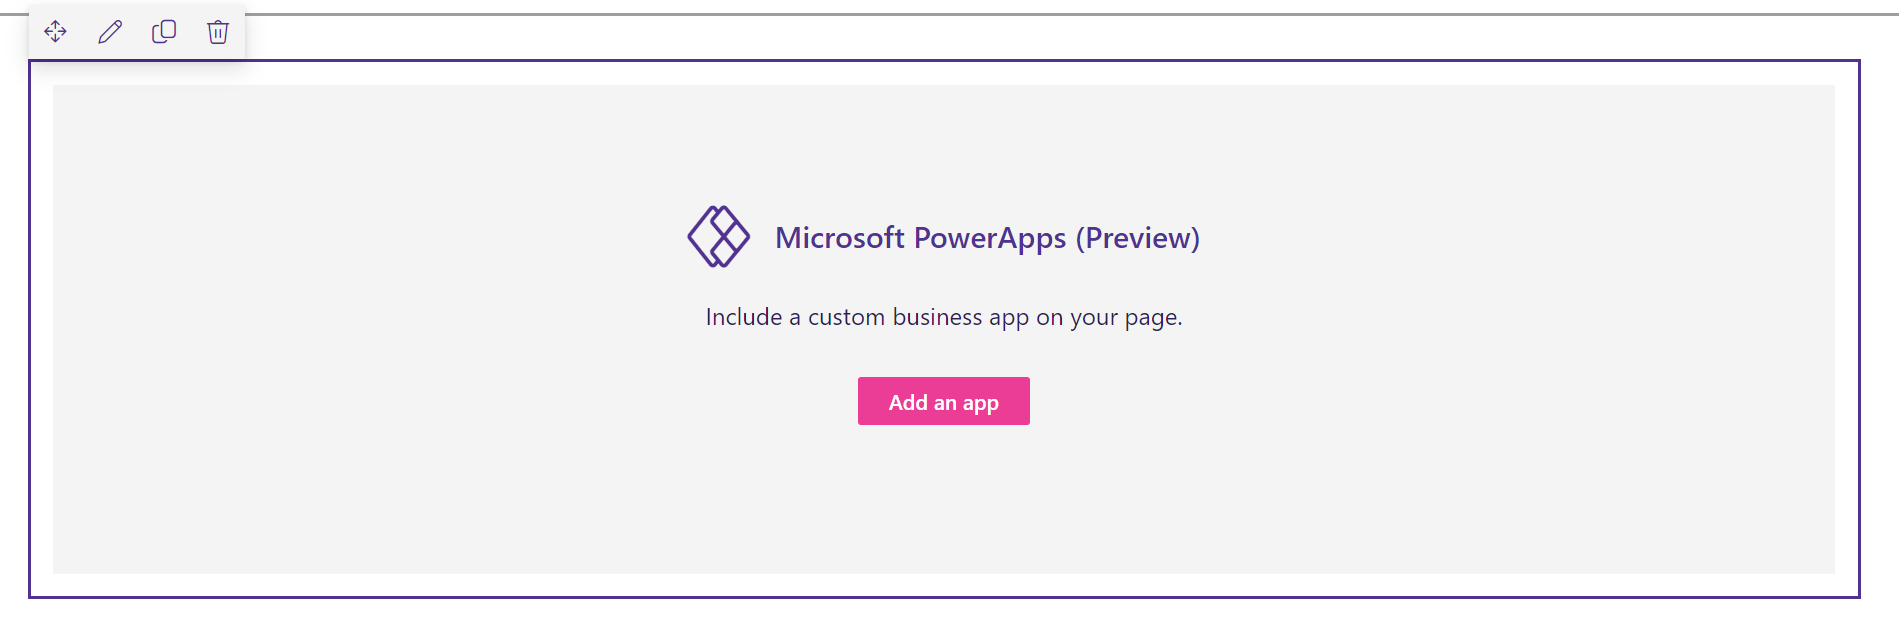 Microsoft PowerApps (Preview)
Include a custom business app on your page.
Add an app